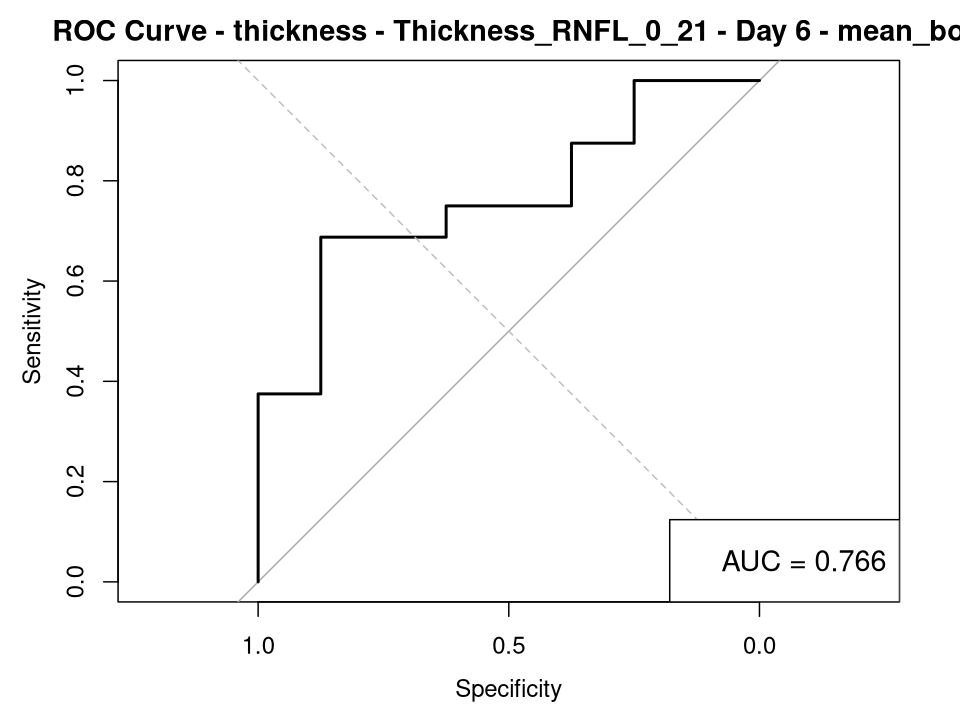 ROC Curve - thickness - Thickness_RNFL_0_21 - Day 6 - mean_bo
1.0
0.8
0.6
0.4
0.2
0.0
Sensitivity
AUC = 0.766
1.0 0.5 0.0
Specificity